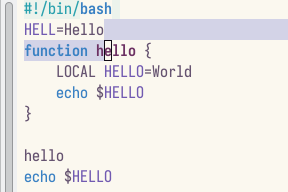 #!/bin/bash
HELL=Hello
function hello {
    LOCAL HELLO=World
    echo $HELLO
}

hello
echo $HELLO